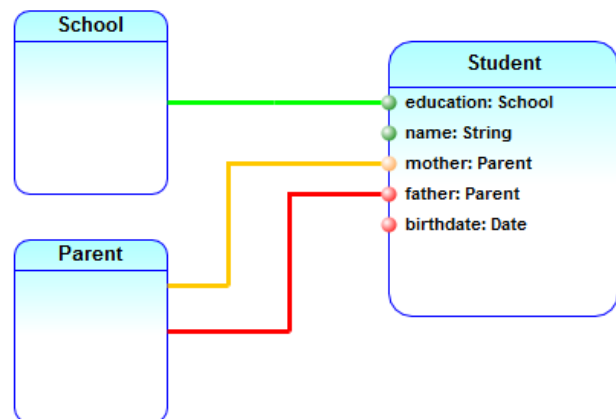 School
Student
education: School
name: String
mother: Parent
father: Parent
birthdate: Date
Parent